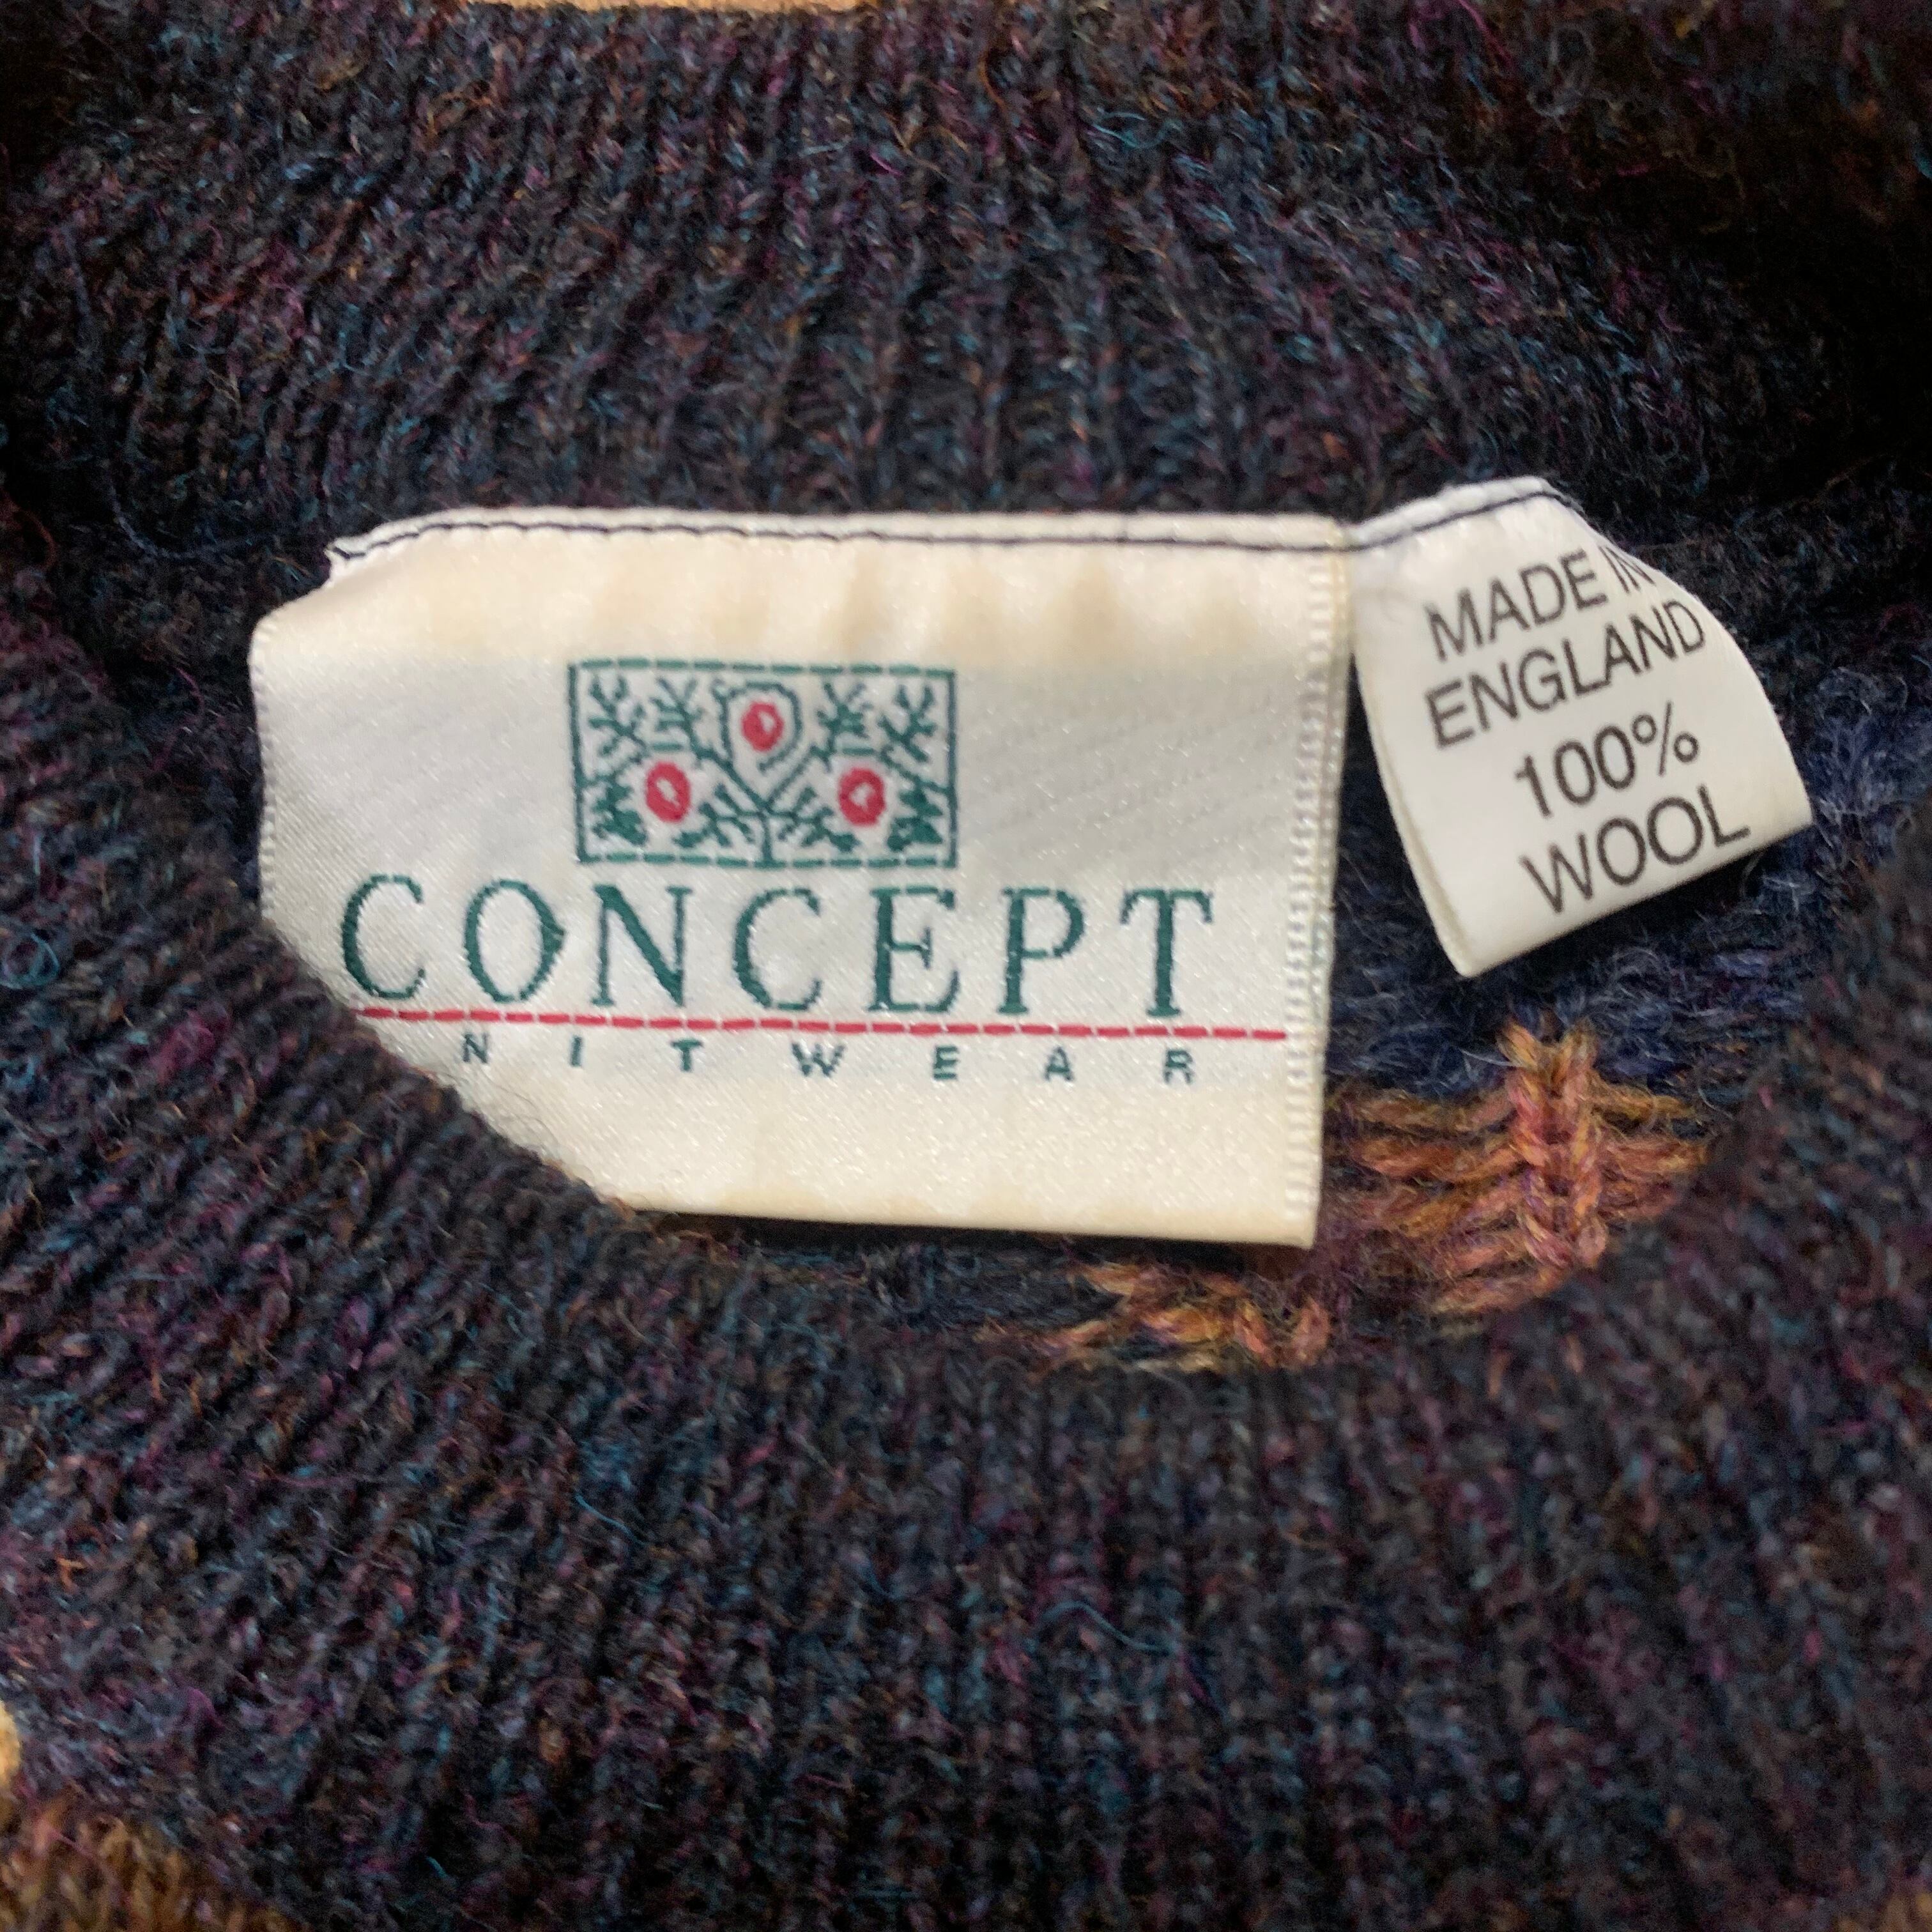 CONCEPT
NITWEAR
MADE IN
ENGLAND
100%
WOOL